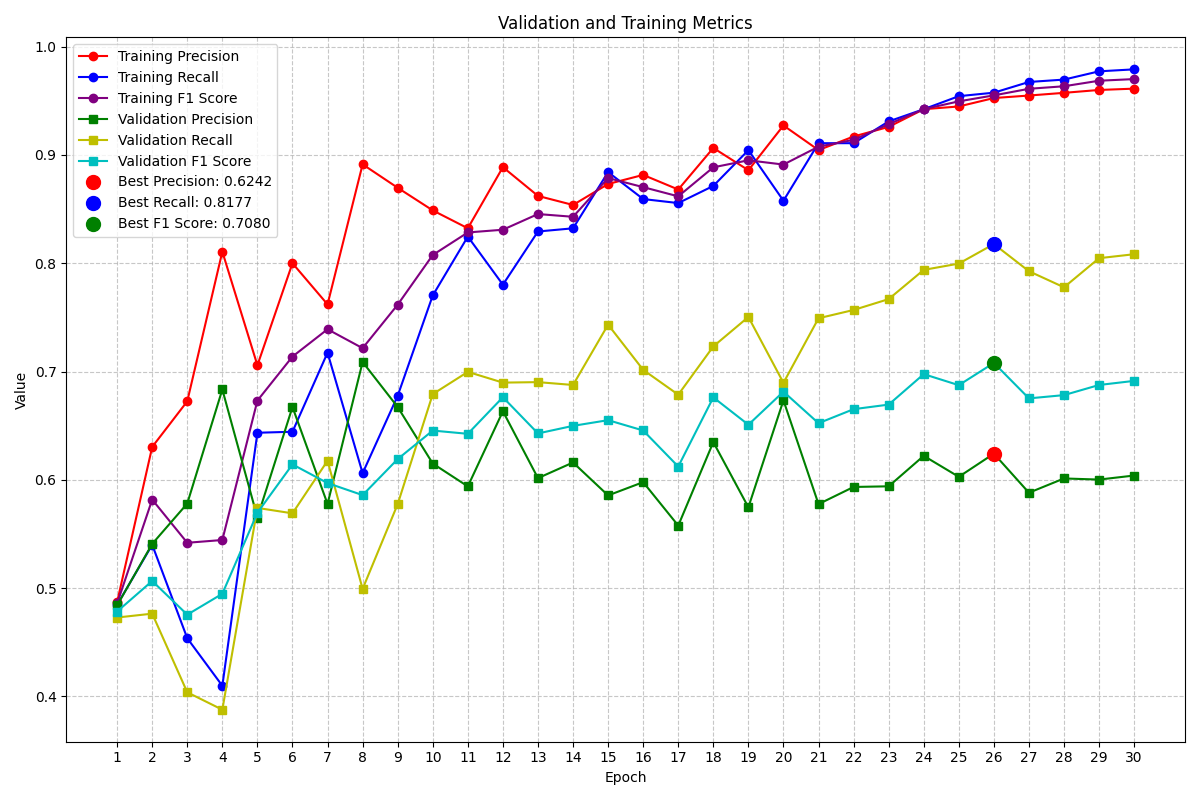 Validation and Training Metrics
Training Precision
Training Recall
Training F1 Score
Validation Precision
Validation Recall
Validation F1 Score
Best Precision: 0.6242
Best Recall: 0.8177
Best F1 Score: 0.7080
Value
1.0
0.9
0.8
0.7
0.6
0.5
0.4
1 2 3 4 5 6 7 8 9 10 11 12 13 14 15 16 17 18 19 20 21 22 23 24 25 26 27 28 29 30
Epoch